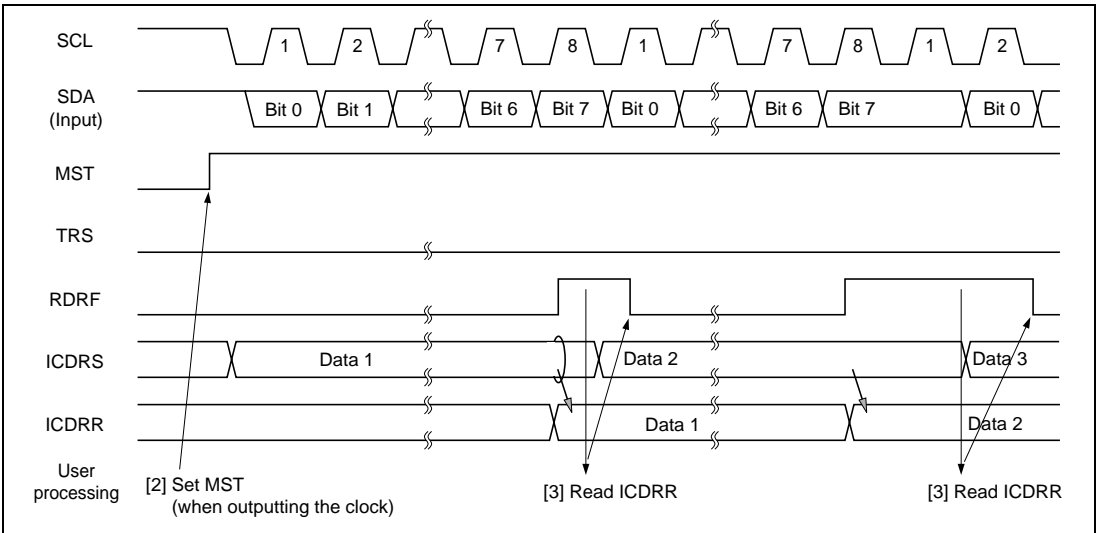 SCL 1 2 7 8 1 7 8 1 2
SDA
(Input)
Bit 0 Bit 1 Bit 6 Bit 7 Bit 0 Bit 6 Bit 7 Bit 0
MST
TRS
RDRF
ICDRS Data 1 Data 2 Data 3
ICDRR Data 1 Data 2
User
processing
[2] Set MST
(when outputting the clock)
[3] Read ICDRR
[3] Read ICDRR